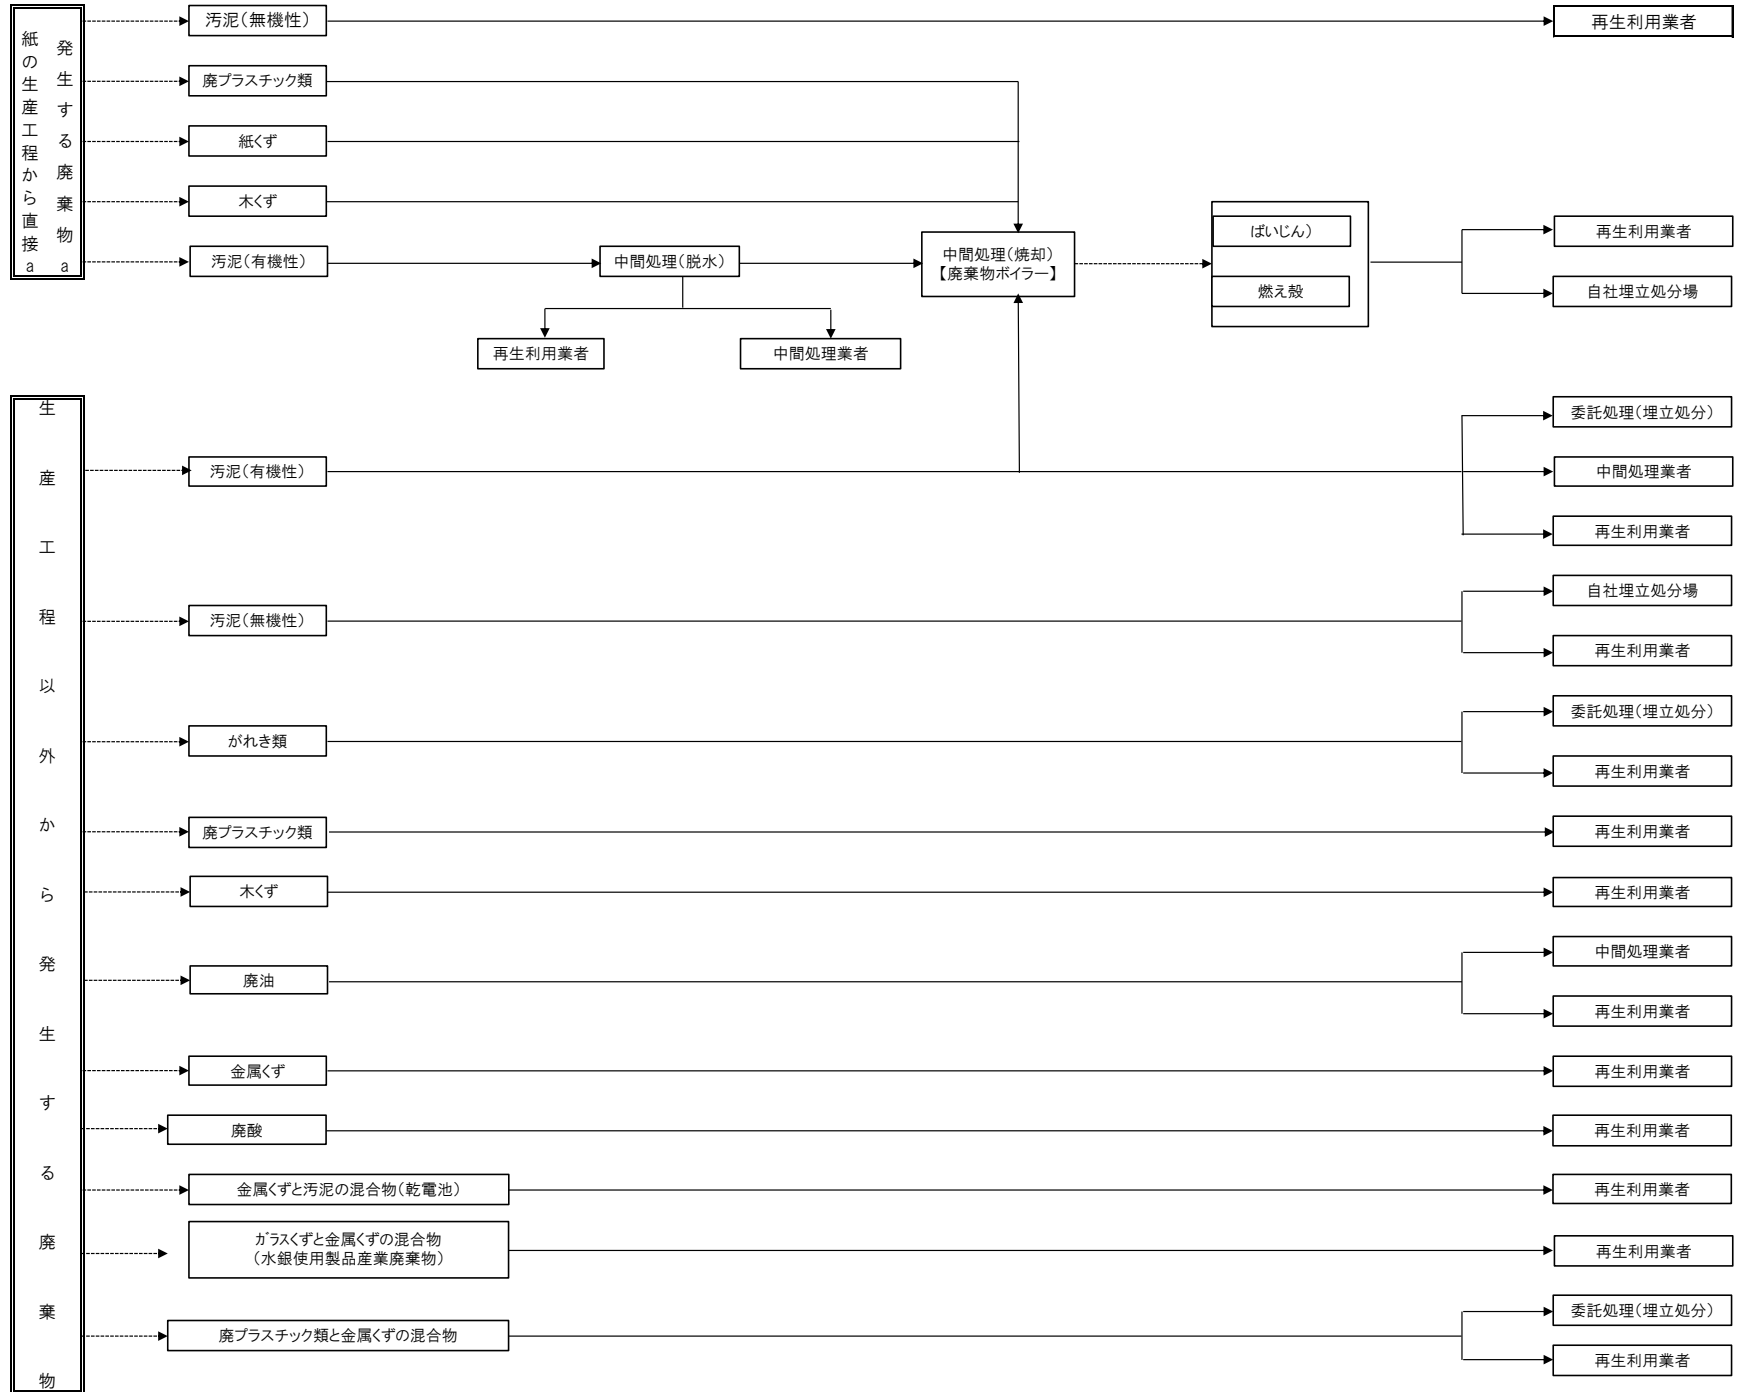 紙の生産工程から直接a
発生する廃棄物a
汚泥（無機性）
再生利用業者
廃プラスチック類
紙くず
木くず
汚泥（有機性）
中間処理（脱水）
中間処理（焼却）
【廃棄物ボイラー】
ばいじん）
燃え殻
再生利用業者
自社埋立処分場
再生利用業者
中間処理業者
生産工程以外から発生する廃棄物
汚泥（有機性）
委託処理（埋立処分）
中間処理業者
再生利用業者
汚泥（無機性）
自社埋立処分場
再生利用業者
がれき類
委託処理（埋立処分）
再生利用業者
廃プラスチック類
再生利用業者
木くず
再生利用業者
廃油
中間処理業者
再生利用業者
金属くず
再生利用業者
廃酸
再生利用業者
金属くずと汚泥の混合物（乾電池）
再生利用業者
ガラスくずと金属くずの混合物
（水銀使用製品産業廃棄物）
再生利用業者
廃プラスチック類と金属くずの混合物
委託処理（埋立処分）
再生利用業者